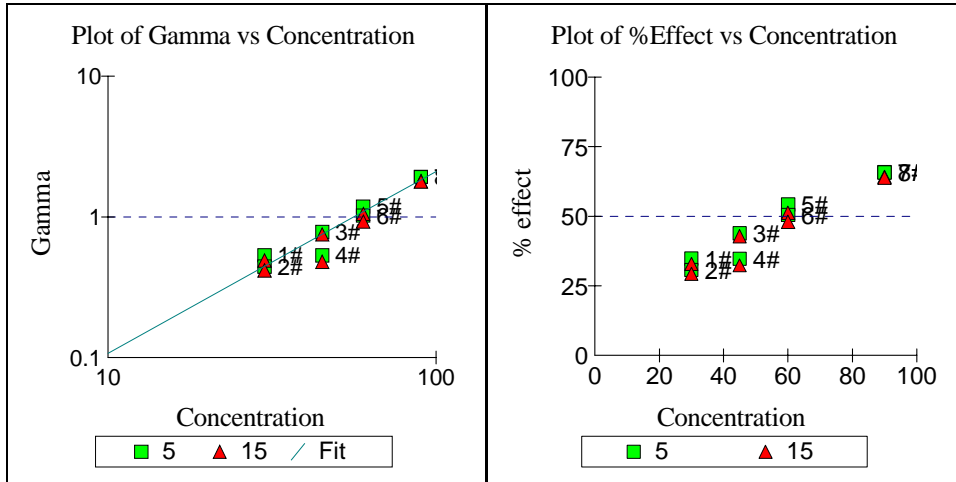 Plot of Gamma vs Concentration
10
1
0.1
Gamma
1#
2#
3#
4#
5#
6#
10
100
Concentration
5 15 Fit
Plot of %Effect vs Concentration
100
75
50
25
0
% effect
1#
2#
3#
4#
5#
6#
0 20 40 60 80 100
Concentration
5 15